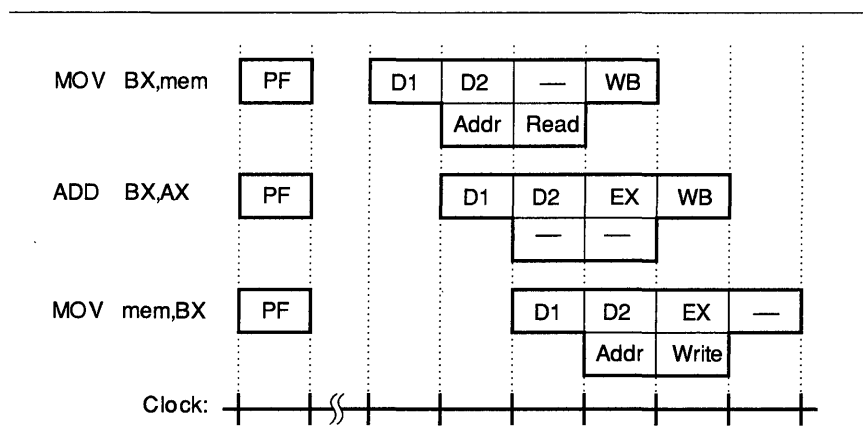 MOV BX,mem PF D1 D2 — WB
Addr Read
ADD BX,AX PF D1 D2 EX WB
— —
MOV mem,BX PF D1 D2 EX —
Addr Write
Clock: